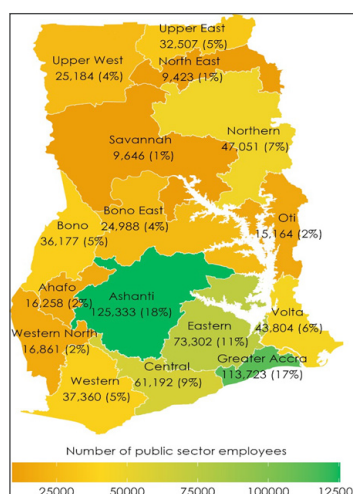 Upper East
32,507 (5%)
Upper West
25,184 (4%)
North East
9,423 (1%)
Northern
47,051 (7%)
Savannah
9,646 (1%)
Bono East
24,988 (4%)
Oti
15,164 (2%)
Bono
36,177 (5%)
Ahafo
16,258 (2%)
Ashanti
125,333 (18%)
Volta
43,804 (6%)
Western North
16,861 (2%)
Eastern
73,302 (11%)
Greater Accra
113,723 (17%)
Central
61,192 (9%)
Western
37,360 (5%)
Number of public sector employees
25000 50000 75000 100000 12500